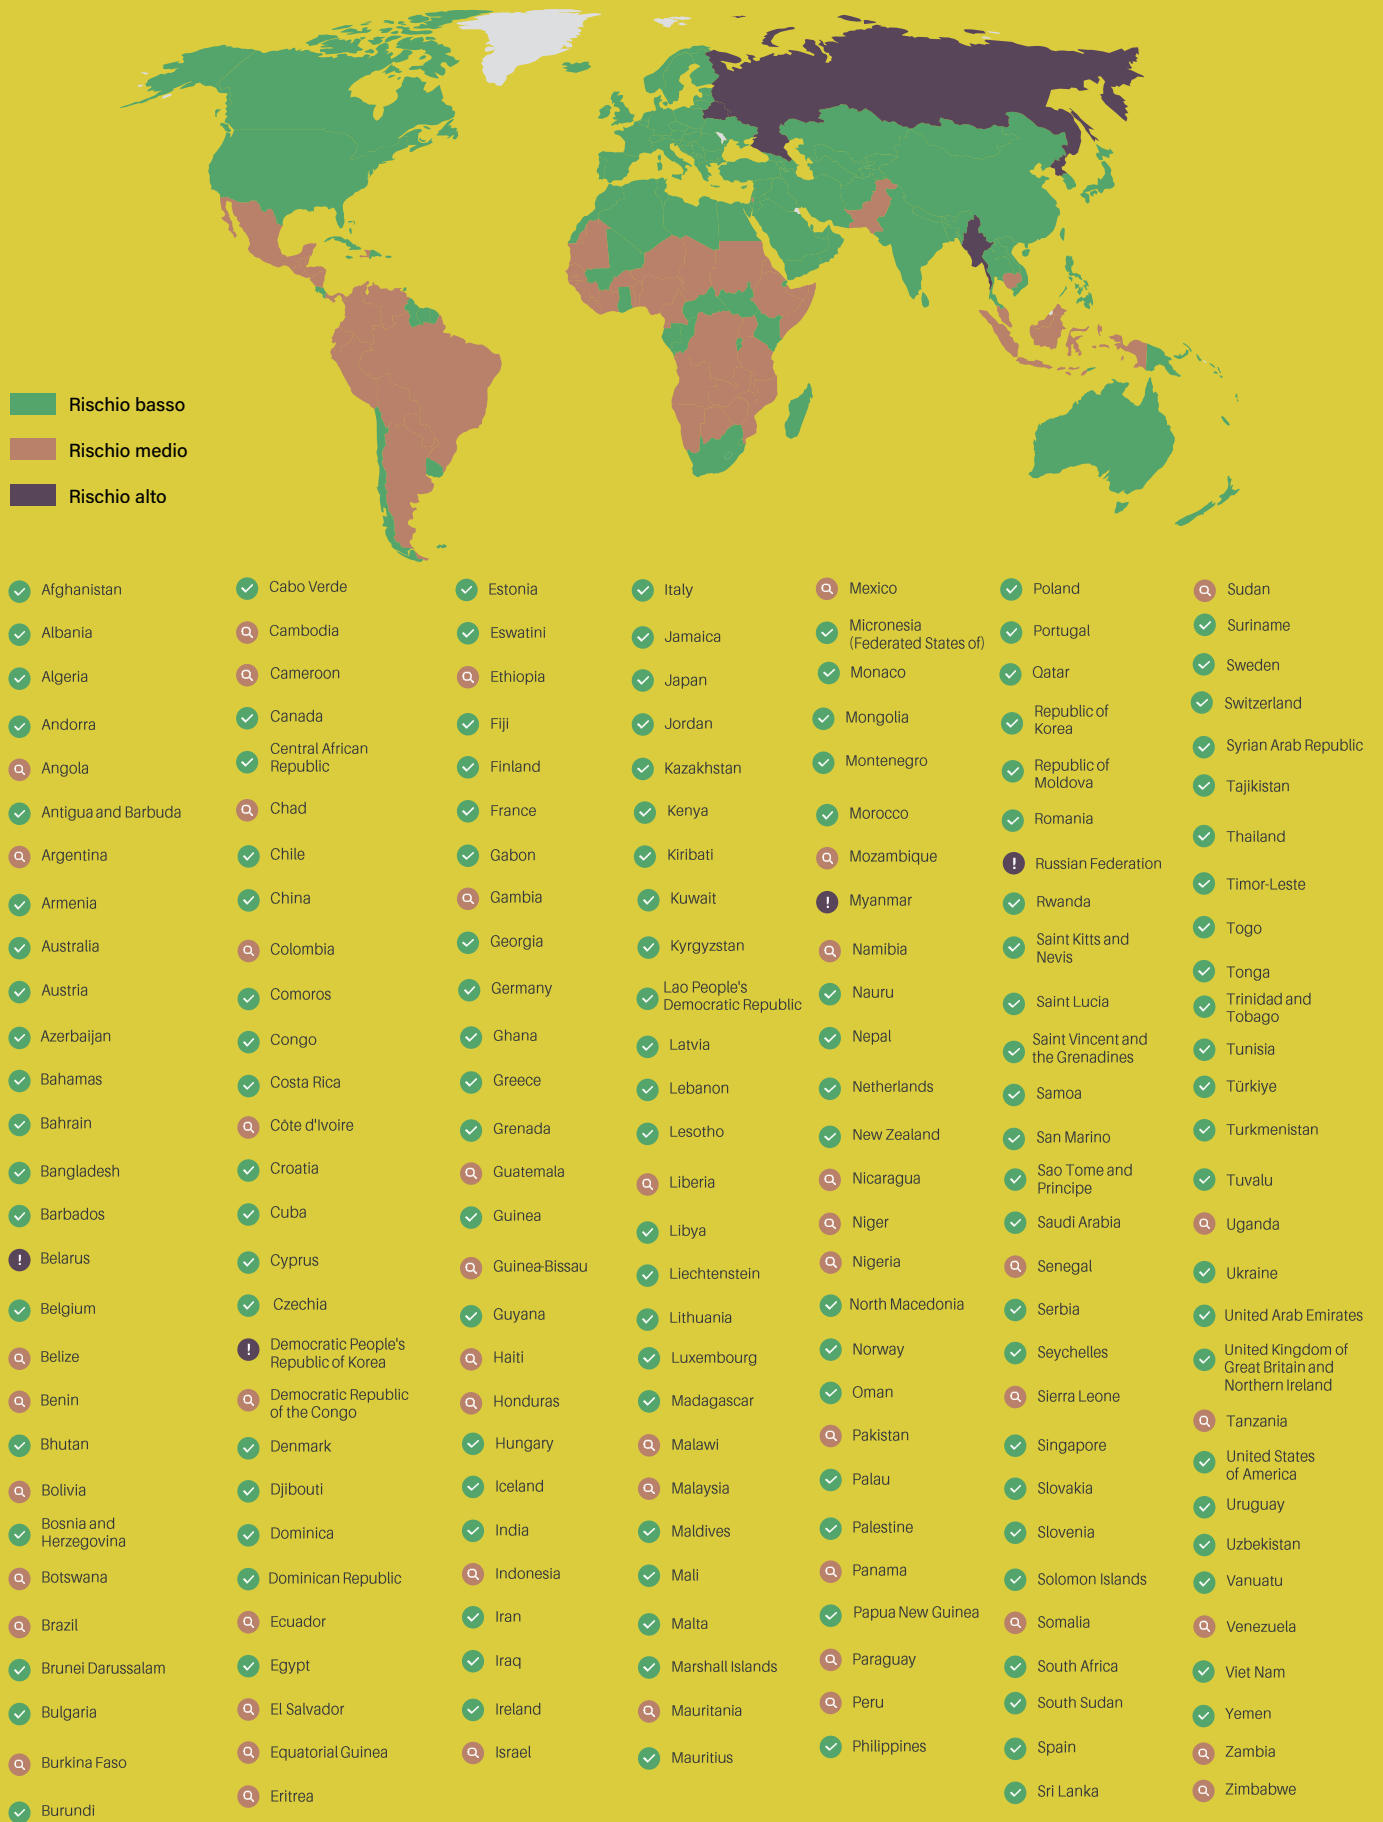 Rischio basso
Rischio medio
Rischio alto
Afghanistan
Albania
Algeria
Andorra
Angola
Antigua and Barbuda
Argentina
Armenia
Australia
Austria
Azerbaijan
Bahamas
Bahrain
Bangladesh
Barbados
Belarus
Belgium
Belize
Benin
Bhutan
Bolivia
Bosnia and
Herzegovina
Botswana
Brazil
Brunei Darussalam
Bulgaria
Burkina Faso
Burundi
Cabo Verde
Cambodia
Cameroon
Canada
Central African
Republic
Chad
Chile
China
Colombia
Comoros
Congo
Costa Rica
Côte d'Ivoire
Croatia
Cuba
Cyprus
Czechia
Democratic People's
Republic of Korea
Democratic Republic
of the Congo
Denmark
Djibouti
Dominica
Dominican Republic
Ecuador
Egypt
El Salvador
Equatorial Guinea
Eritrea
Estonia
Eswatini
Ethiopia
Fiji
Finland
France
Gabon
Gambia
Georgia
Germany
Ghana
Greece
Grenada
Guatemala
Guinea
Guinea-Bissau
Guyana
Haiti
Honduras
Hungary
Iceland
India
Indonesia
Iran
Iraq
Ireland
Israel
Italy
Jamaica
Japan
Jordan
Kazakhstan
Kenya
Kiribati
Kuwait
Kyrgyzstan
Lao People's
Democratic Republic
Latvia
Lebanon
Lesotho
Liberia
Libya
Liechtenstein
Lithuania
Luxembourg
Madagascar
Malawi
Malaysia
Maldives
Mali
Malta
Marshall Islands
Mauritania
Mauritius
Mexico
Micronesia
(Federated States of)
Monaco
Mongolia
Montenegro
Morocco
Mozambique
Myanmar
Namibia
Nauru
Nepal
Netherlands
New Zealand
Nicaragua
Niger
Nigeria
North Macedonia
Norway
Oman
Pakistan
Palau
Palestine
Panama
Papua New Guinea
Paraguay
Peru
Philippines
Poland
Portugal
Qatar
Republic of
Korea
Republic of
Moldova
Romania
Russian Federation
Rwanda
Saint Kitts and
Nevis
Saint Lucia
Saint Vincent and
the Grenadines
Samoa
San Marino
Sao Tome and
Principe
Saudi Arabia
Senegal
Serbia
Seychelles
Sierra Leone
Singapore
Slovakia
Slovenia
Solomon Islands
Somalia
South Africa
South Sudan
Spain
Sri Lanka
Sudan
Suriname
Sweden
Switzerland
Syrian Arab Republic
Tajikistan
Thailand
Timor-Leste
Togo
Tonga
Trinidad and
Tobago
Tunisia
Türkiye
Turkmenistan
Tuvalu
Uganda
Ukraine
United Arab Emirates
United Kingdom of
Great Britain and
Northern Ireland
Tanzania
United States
of America
Uruguay
Uzbekistan
Vanuatu
Venezuela
Viet Nam
Yemen
Zambia
Zimbabwe